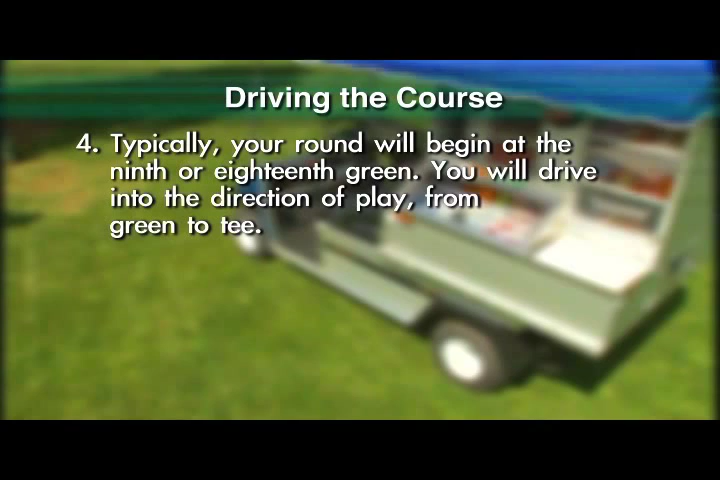 Driving the Course
4. Typically, your round will begin at the
ninth or eighteenth green. You will drive
into the direction of play, from
green to tee.